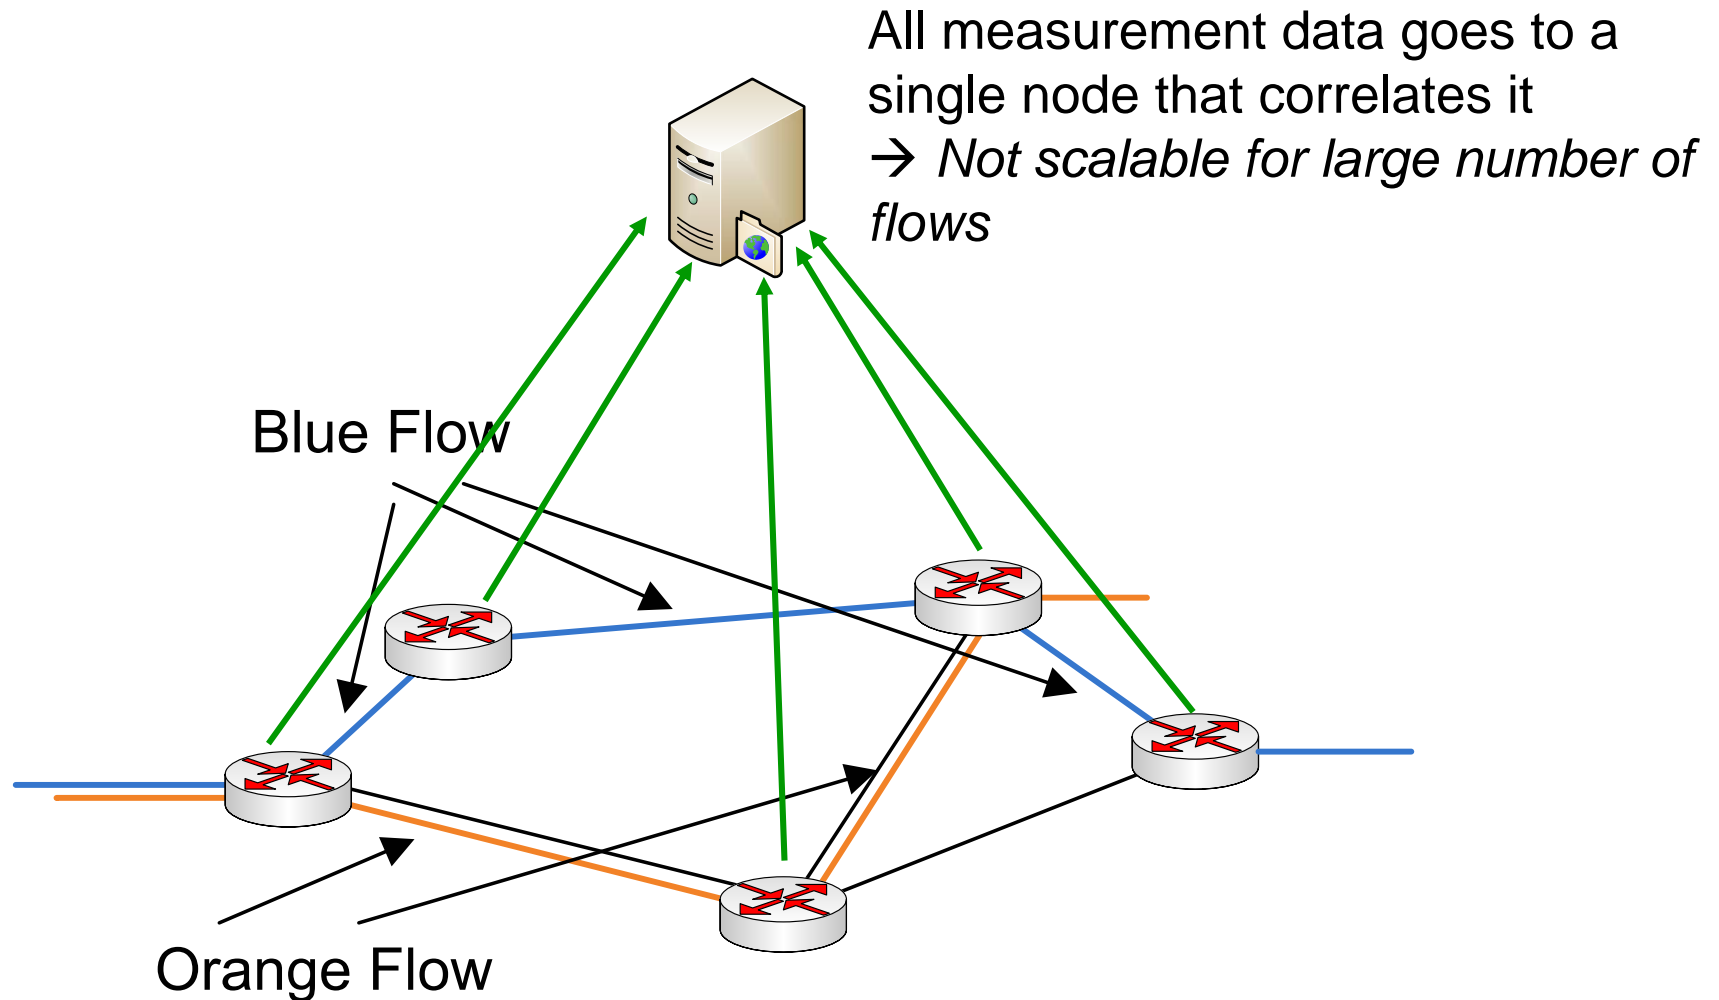 All measurement data goes to a
single node that correlates it
→ Not scalable for large number of
flows
Blue Flow
Orange Flow